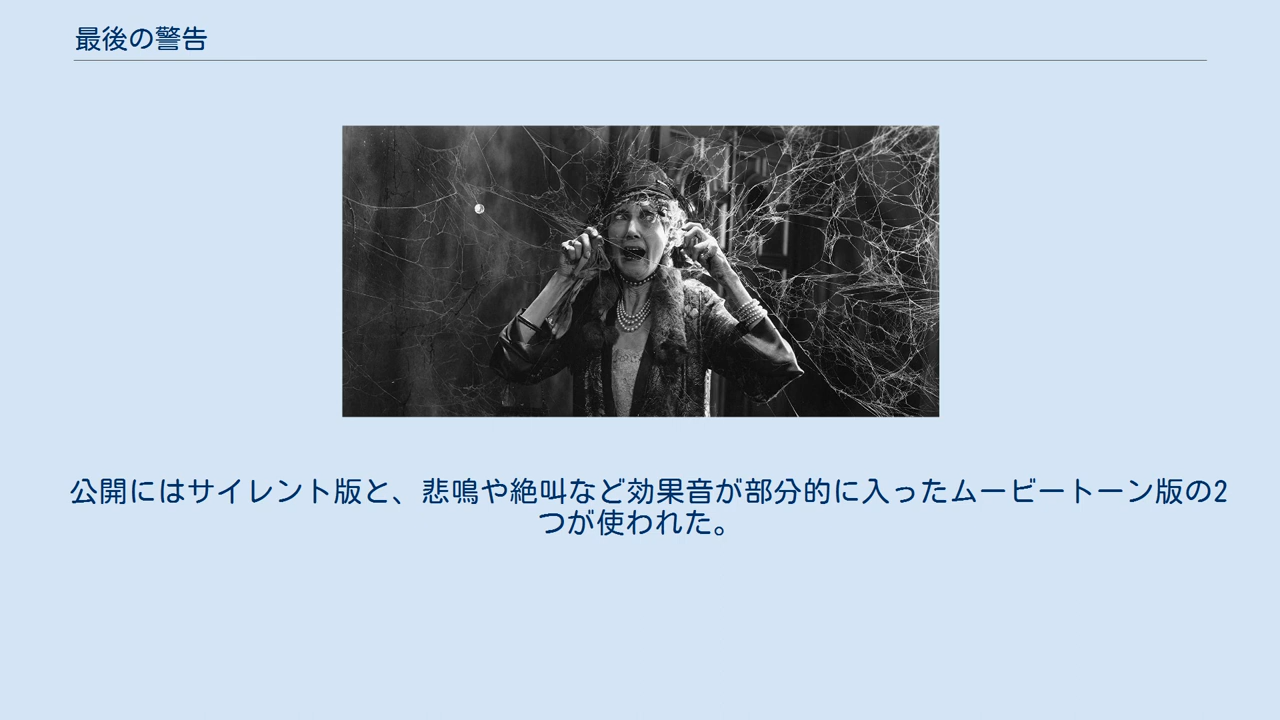 最後の警告
公開にはサイレント版と、悲鳴や絶叫など効果音が部分的に入ったムービートーン版の2
つが使われた。